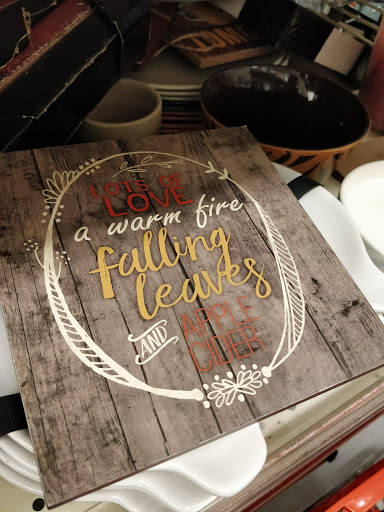 LOTS OF
LOVE
a warm fire
falling
leaves
AND
APPLE
CIDER